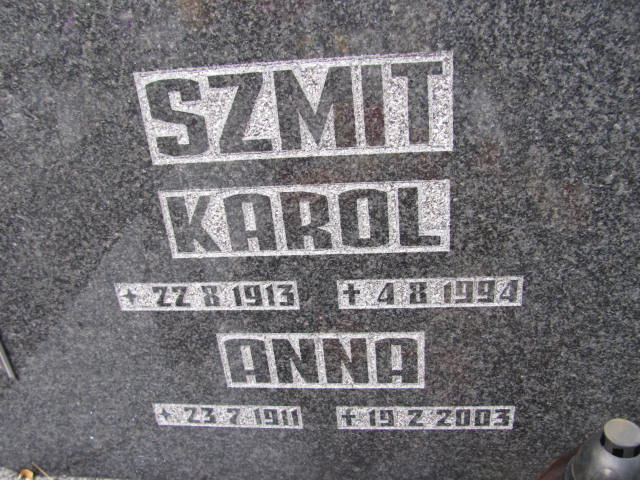 SZMIT
KAROL
* 22 8 1913 † 4 8 1994
ANNA
* 23 7 1911 † 19 2 2003